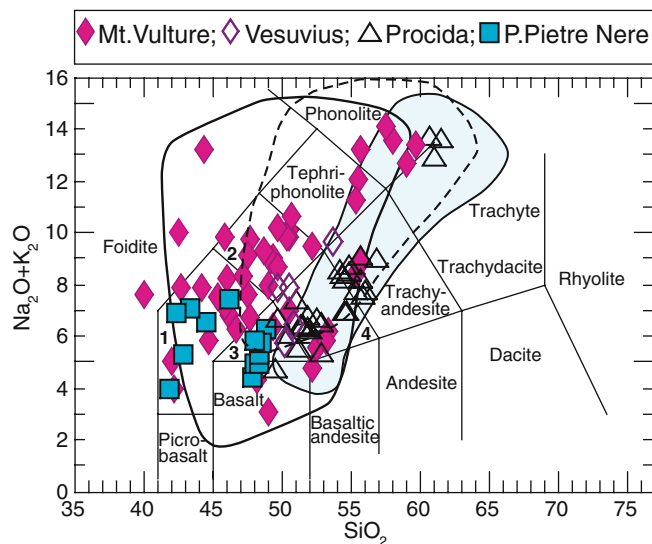 Mt.Vulture; Vesuvius; Procida; P.Pietre Nere
Na2O+K2O
16
14
12
10
8
6
4
2
0
Phonolite
Tephri-
phonolite
Foidite
Trachyte
Trachydacite
Rhyolite
Trachy-
andesite
Dacite
Andesite
Basaltic
andesite
Basalt
Picro-
basalt
1
2
3
4
35 40 45 50 55 60 65 70 75
SiO2